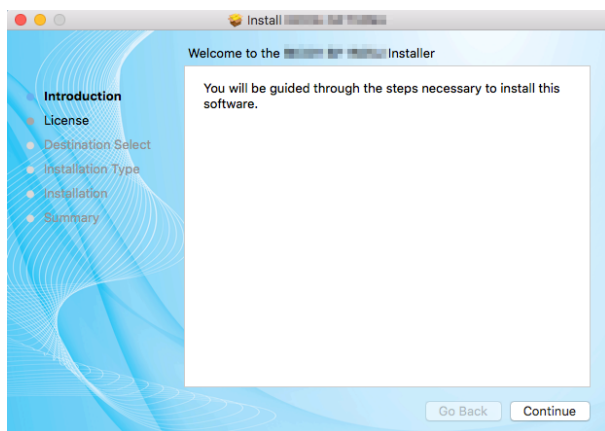 Install
Welcome to the Installer
Introduction
License
Destination Select
Installation Type
Installation
Summary
You will be guided through the steps necessary to install this
software.
Go Back
Continue